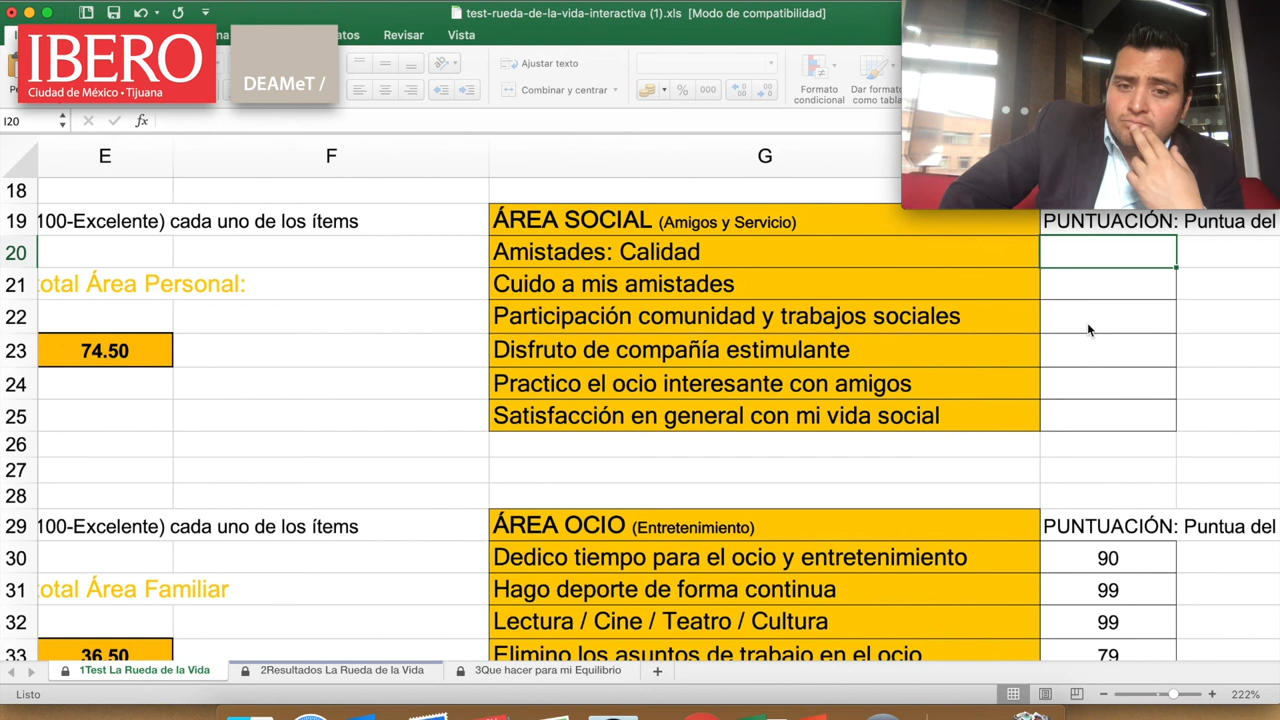 test-rueda-de-la-vida-interactiva (1).xls [Modo de compatibilidad]
Revisar
Vista
IBERO
Ciudad de México • Tijuana
DEAMeT /
Ajustar texto
Combinar y centrar
%
000
Formato condicional
Dar formato como tabla
I20
fx
E
F
G
18
19
100-Excelente) cada uno de los ítems
ÁREA SOCIAL (Amigos y Servicio)
PUNTUACIÓN: Puntua del
20
Amistades: Calidad
21
Área Personal:
Cuido a mis amistades
22
Participación comunidad y trabajos sociales
23
74.50
Disfruto de compañía estimulante
24
Practico el ocio interesante con amigos
25
Satisfacción en general con mi vida social
26
27
28
29
100-Excelente) cada uno de los ítems
ÁREA OCIO (Entretenimiento)
PUNTUACIÓN: Puntua del
30
Dedico tiempo para el ocio y entretenimiento
90
31
Área Familiar
Hago deporte de forma continua
99
32
Lectura / Cine / Teatro / Cultura
99
33
36.50
Elimino los asuntos de trabajo en el ocio
79
1Test La Rueda de la Vida
2Resultados La Rueda de la Vida
3Que hacer para mi Equilibrio
Listo
222%